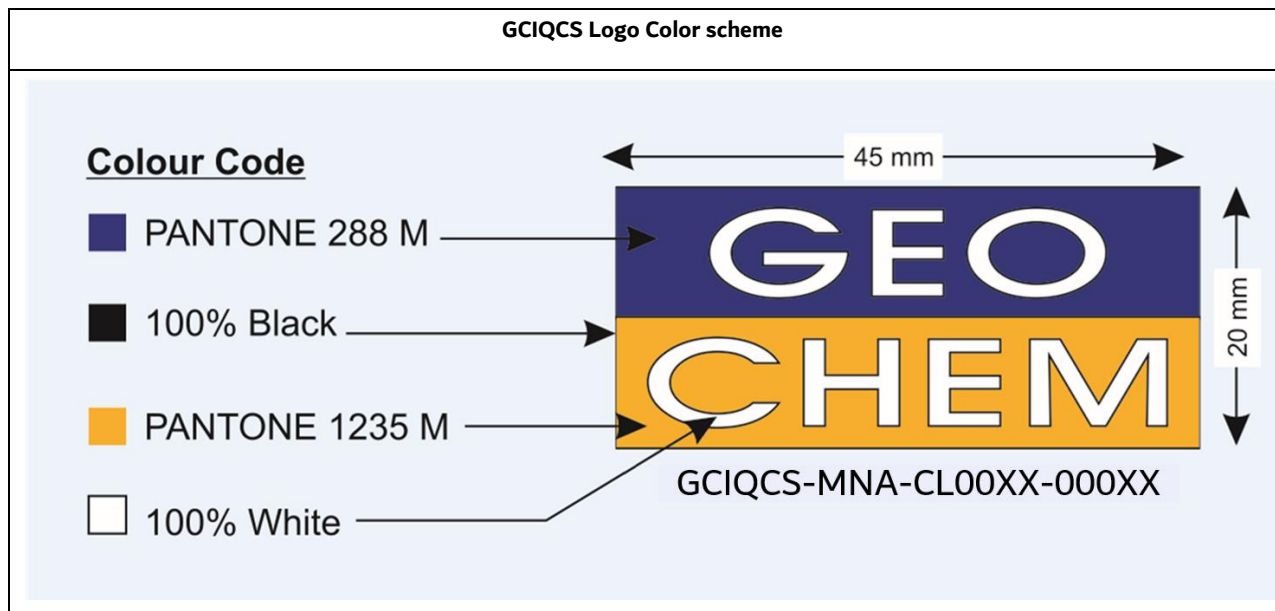 GCIQCS Logo Color scheme
Colour Code
PANTONE 288 M
100% Black
PANTONE 1235 M
100% White
45 mm
20 mm
GEO
CHEM
GCIQCS-MNA-CL00XX-000XX